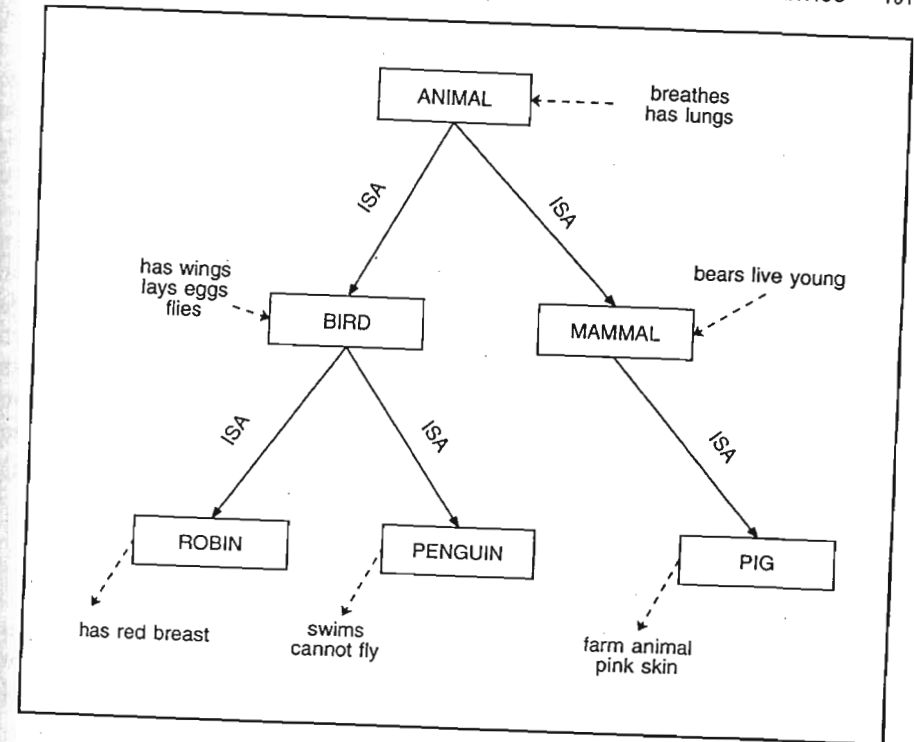 ANIMAL
breathes
has lungs
ISA
ISA
has wings
lays eggs
flies
BIRD
bears live young
MAMMAL
ISA
ISA
ISA
ROBIN
PENGUIN
PIG
has red breast
swims
cannot fly
farm animal
pink skin